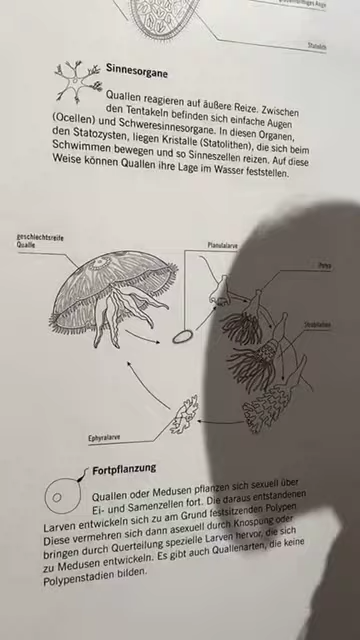 Statolith
Sinnesorgane
Quallen reagieren auf äußere Reize. Zwischen
den Tentakeln befinden sich einfache Augen
(Ocellen) und Schweresinnesorgane. In diesen Organen,
den Statozysten, liegen Kristalle (Statolithen), die sich beim
Schwimmen bewegen und so Sinneszellen reizen. Auf diese
Weise können Quallen ihre Lage im Wasser feststellen.
geschlechtsreife
Qualle
Planulalarve
Polyp
Strobilation
Ephyralarve
Fortpflanzung
Quallen oder Medusen pflanzen sich sexuell über
Ei- und Samenzellen fort. Die daraus entstandenen
Larven entwickeln sich zu am Grund festsitzenden Polypen
Diese vermehren sich dann asexuell durch Knospung oder
bringen durch Querteilung spezielle Larven hervor, die sich
zu Medusen entwickeln. Es gibt auch Quallenarten, die keine
Polypenstadien bilden.